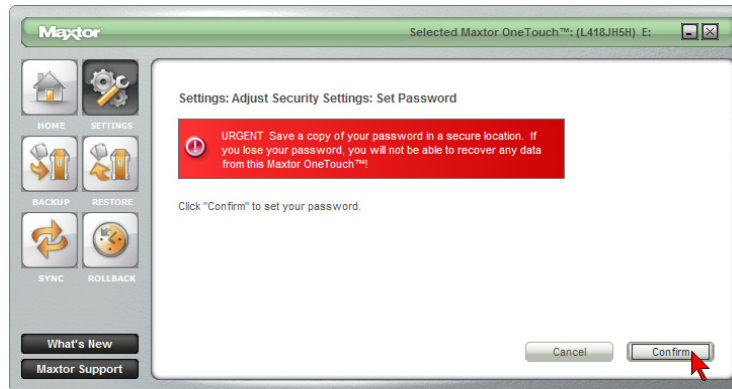 Maxtor
Selected Maxtor OneTouch™: (L418JH5H) E:
HOME SETTINGS
BACKUP RESTORE
SYNC ROLLBACK
What's New
Maxtor Support
Settings: Adjust Security Settings: Set Password
URGENT Save a copy of your password in a secure location. If
you lose your password, you will not be able to recover any data
from this Maxtor OneTouch™!
Click "Confirm" to set your password.
Cancel Confirm